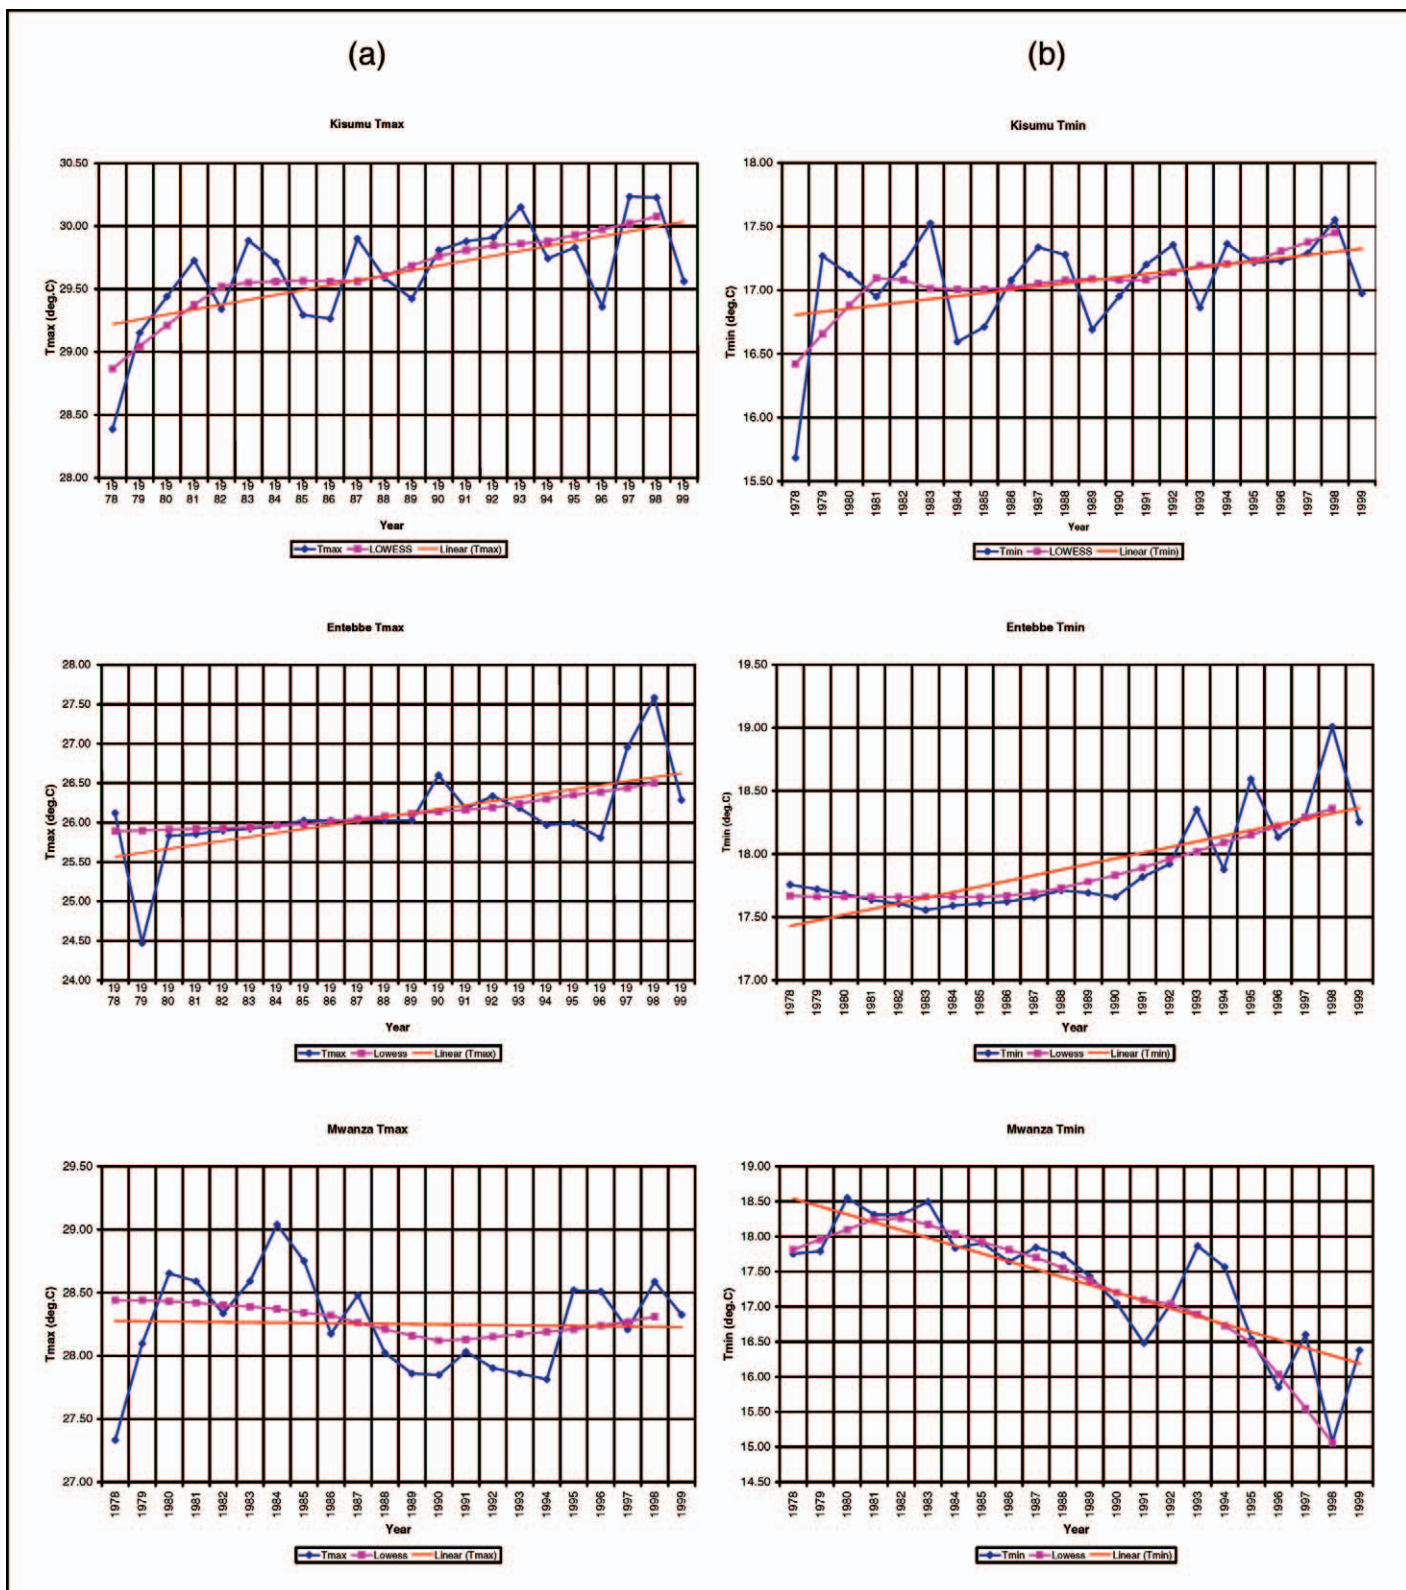 (a) (b)
Kisumu Tmax
30.50
30.00
29.50
29.00
28.50
28.00
Tmax (deg.C)
19 19 19 19 19 19 19 19 19 19 19 19 19 19 19 19 19 19 19 19 19 19
78 79 80 81 82 83 84 85 86 87 88 89 90 91 92 93 94 95 96 97 98 99
Year
Tmax LOWESS Linear (Tmax)
Kisumu Tmin
18.00
17.50
17.00
16.50
16.00
15.50
Tmin (deg.C)
1978 1979 1980 1981 1982 1983 1984 1985 1986 1987 1988 1989 1990 1991 1992 1993 1994 1995 1996 1997 1998 1999
Year
Tmin LOWESS Linear (Tmin)
Entebbe Tmax
28.00
27.50
27.00
26.50
26.00
25.50
25.00
24.50
24.00
Tmax (deg.C)
19 19 19 19 19 19 19 19 19 19 19 19 19 19 19 19 19 19 19 19 19 19
78 79 80 81 82 83 84 85 86 87 88 89 90 91 92 93 94 95 96 97 98 99
Year
Tmax Lowess Linear (Tmax)
Entebbe Tmin
19.50
19.00
18.50
18.00
17.50
17.00
Tmin (deg.C)
1978 1979 1980 1981 1982 1983 1984 1985 1986 1987 1988 1989 1990 1991 1992 1993 1994 1995 1996 1997 1998 1999
Year
Tmin Lowess Linear (Tmin)
Mwanza Tmax
29.50
29.00
28.50
28.00
27.50
27.00
Tmax (deg.C)
1978 1979 1980 1981 1982 1983 1984 1985 1986 1987 1988 1989 1990 1991 1992 1993 1994 1995 1996 1997 1998 1999
Year
Tmax Lowess Linear (Tmax)
Mwanza Tmin
19.00
18.50
18.00
17.50
17.00
16.50
16.00
15.50
15.00
14.50
Tmin (deg.C)
1978 1979 1980 1981 1982 1983 1984 1985 1986 1987 1988 1989 1990 1991 1992 1993 1994 1995 1996 1997 1998 1999
Year
Tmin Lowess Linear (Tmin)